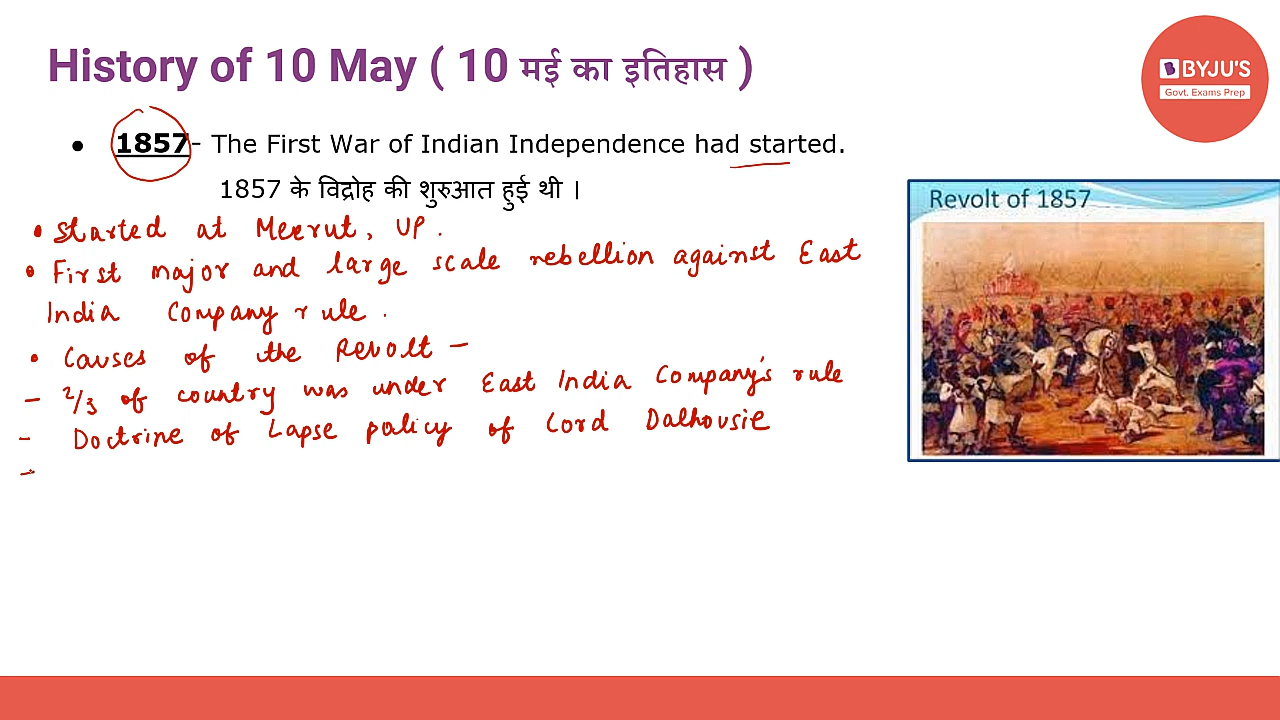 History of 10 May ( 10 मई का इतिहास )
BYJU'S
Govt. Exams Prep
• 1857- The First War of Indian Independence had started.
1857 के विद्रोह की शुरुआत हुई थी ।
Revolt of 1857
• Started at Meerut, UP.
• First major and large scale rebellion against East
India Company rule.
• Causes of the Revolt -
- 2/3 of country was under East India Company's rule
- Doctrine of Lapse policy of Lord Dalhousie
-